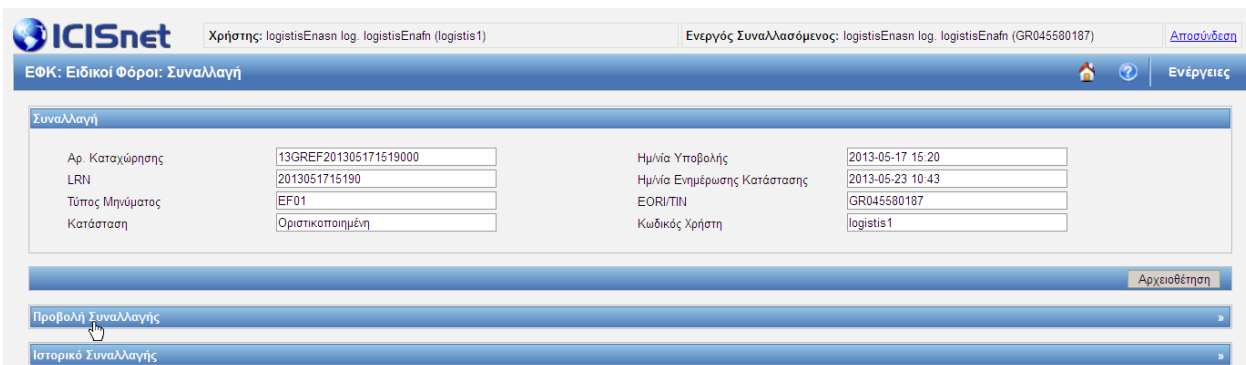 ICISnet Χρήστης: logistisEnasn log. logistisEnafn (logistis1) Ενεργός Συναλλασόμενος: logistisEnasn log. logistisEnafn (GR045580187) Αποσύνδεση
ΕΦΚ: Ειδικοί Φόροι: Συναλλαγή ? Ενέργειες
Συναλλαγή
Αρ. Καταχώρησης 13GREF201305171519000 Ημ/νία Υποβολής 2013-05-17 15:20
LRN 2013051715190 Ημ/νία Ενημέρωσης Κατάστασης 2013-05-23 10:43
Τύπος Μηνύματος EF01 EORI/TIN GR045580187
Κατάσταση Οριστικοποιημένη Κωδικός Χρήστη logistis1
Αρχειοθέτηση
Προβολή Συναλλαγής »
Ιστορικό Συναλλαγής »